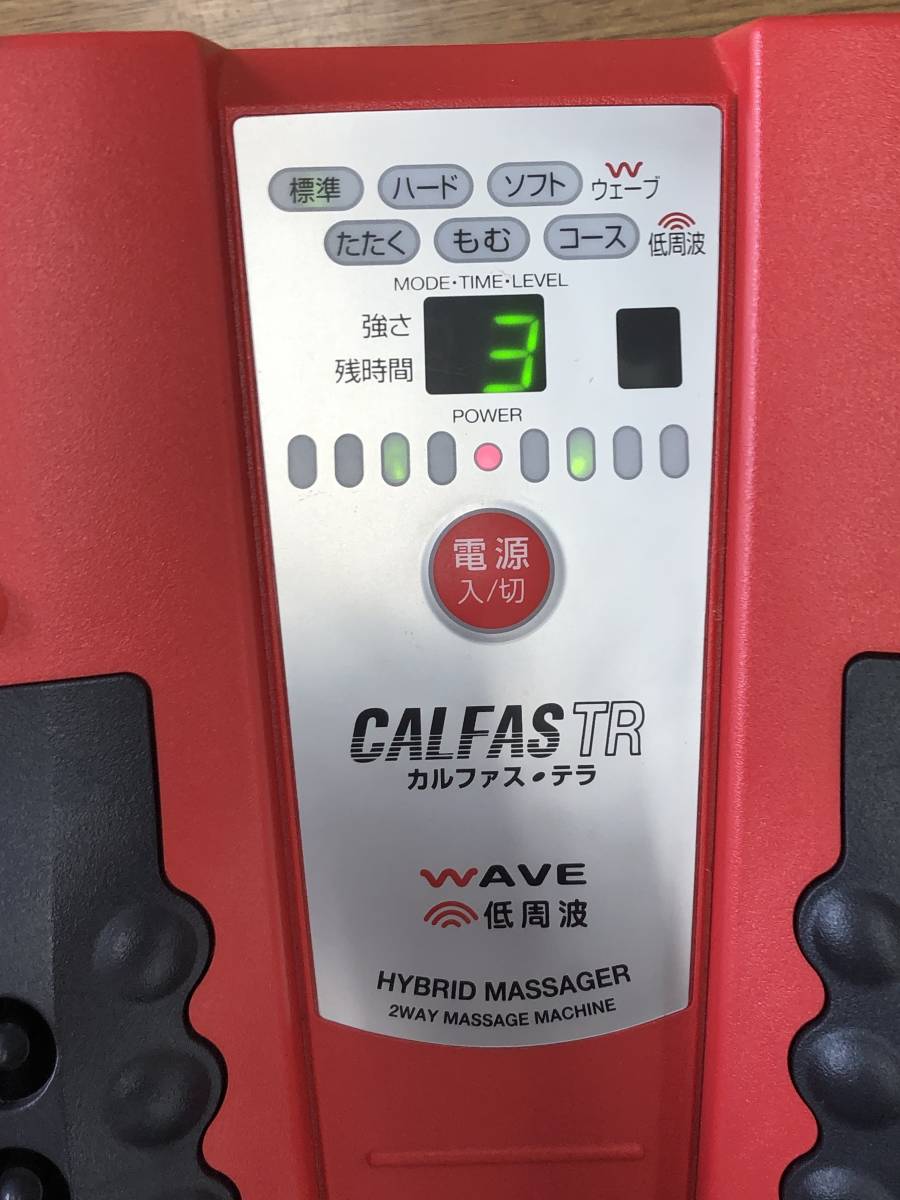 標準 ハード ソフト ウェーブ
たたく もむ コース 低周波
MODE・TIME・LEVEL
強さ
残時間
3
POWER
電源
入/切
CALFAS TR
カルファス・テラ
WAVE
低周波
HYBRID MASSAGER
2WAY MASSAGE MACHINE